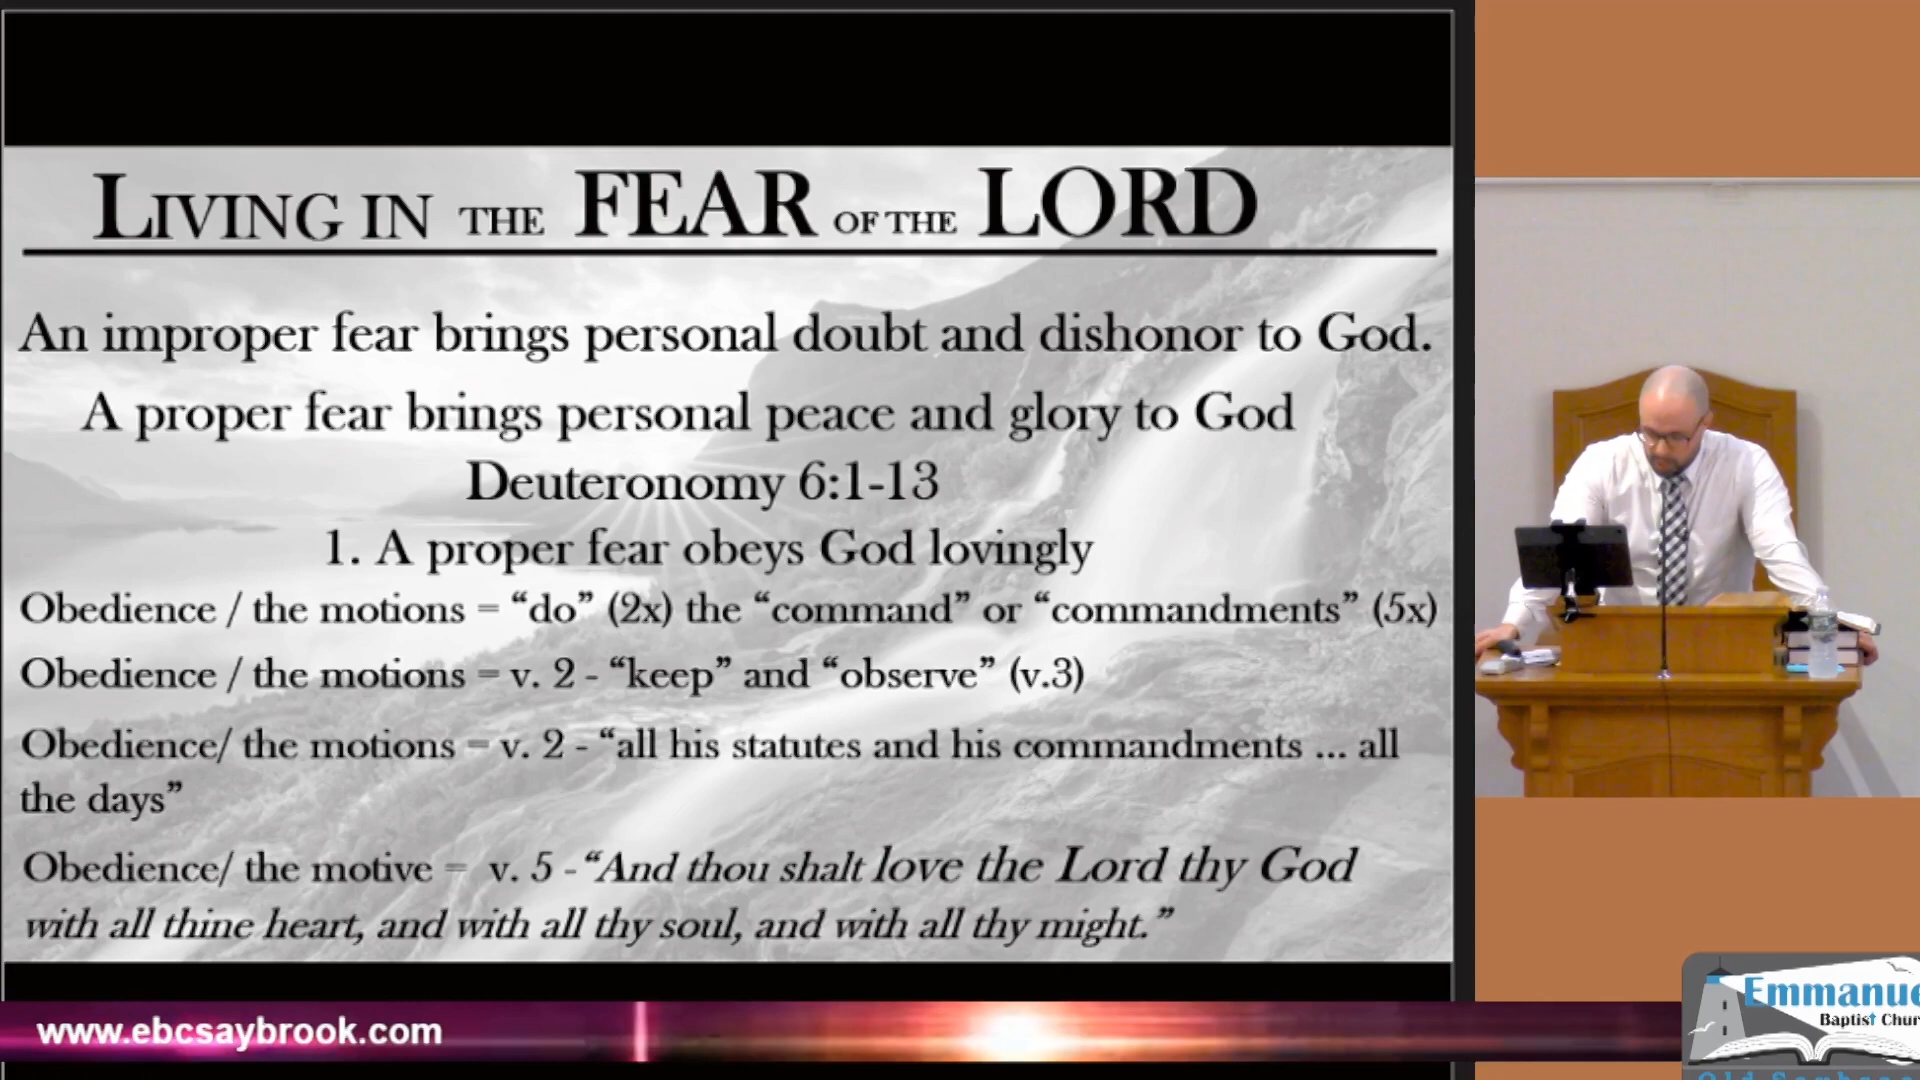 LIVING IN THE FEAR OF THE LORD
An improper fear brings personal doubt and dishonor to God.
A proper fear brings personal peace and glory to God
Deuteronomy 6:1-13
1. A proper fear obeys God lovingly
Obedience / the motions = “do” (2x) the “command” or “commandments” (5x)
Obedience / the motions = v. 2 - “keep” and “observe” (v.3)
Obedience/ the motions = v. 2 - “all his statutes and his commandments ... all
the days”
Obedience/ the motive = v. 5 - “And thou shalt love the Lord thy God
with all thine heart, and with all thy soul, and with all thy might.”
www.ebcsaybrook.com
Emmanue
Baptist Chur